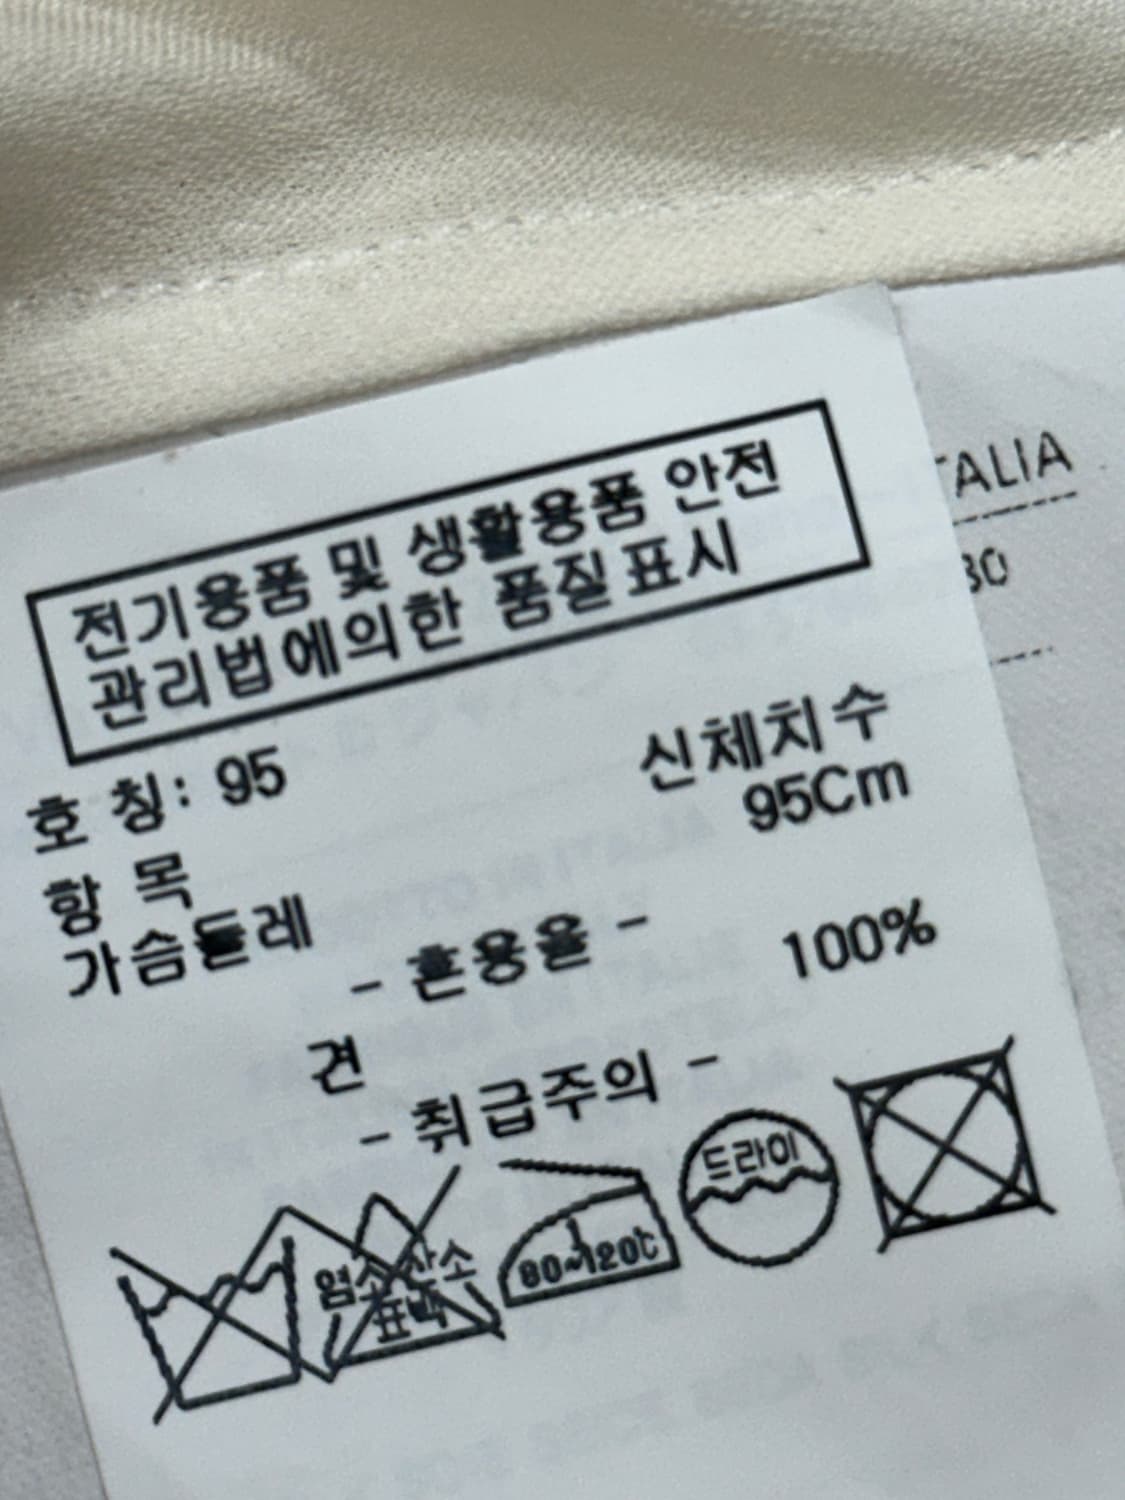 전기용품 및 생활용품 안전
관리법에의한 품질표시
호 칭: 95
신체치수
항 목
95Cm
가슴둘레
- 혼용율 -
견
100%
- 취급주의 -
염소 산소
표백
80~120℃
드라이
TALIA
30